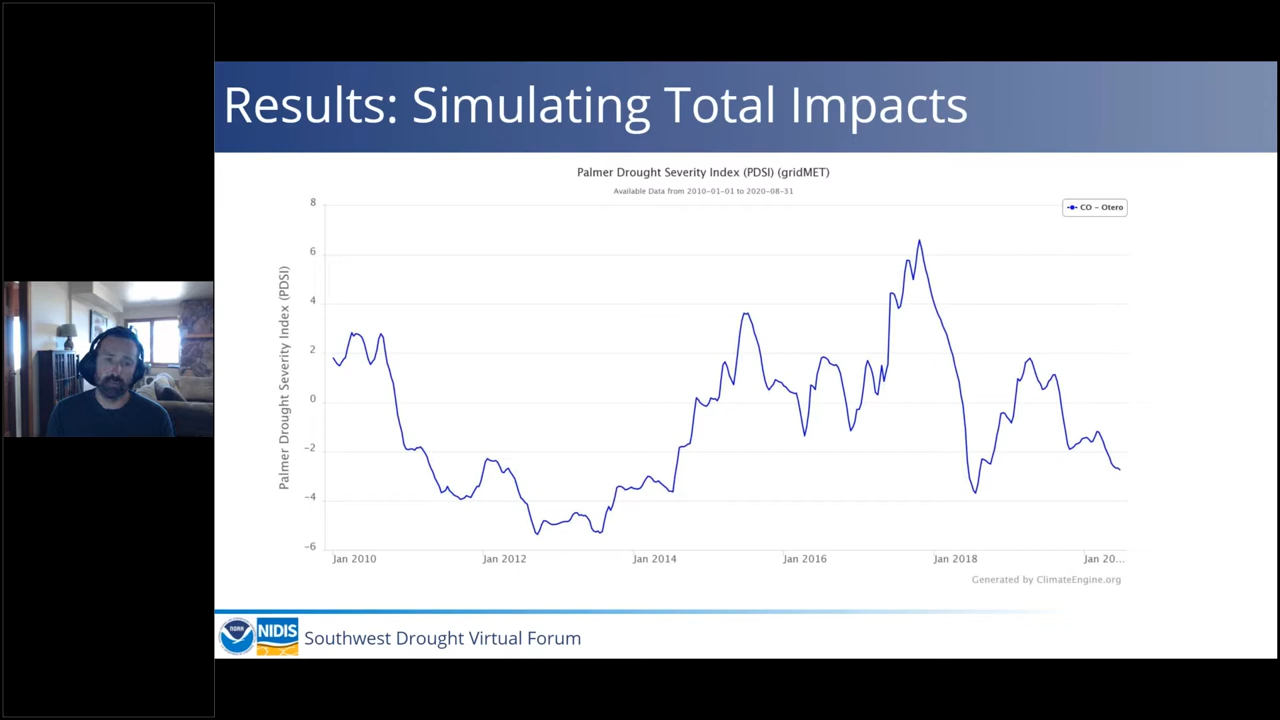 Results: Simulating Total Impacts
Palmer Drought Severity Index (PDSI) (gridMET)
Available Data from 2010-01-01 to 2020-08-31
CO - Otero
Palmer Drought Severity Index (PDSI)
8
6
4
2
0
-2
-4
-6
Jan 2010
Jan 2012
Jan 2014
Jan 2016
Jan 2018
Jan 20...
Generated by ClimateEngine.org
NOAA
NIDIS
Southwest Drought Virtual Forum